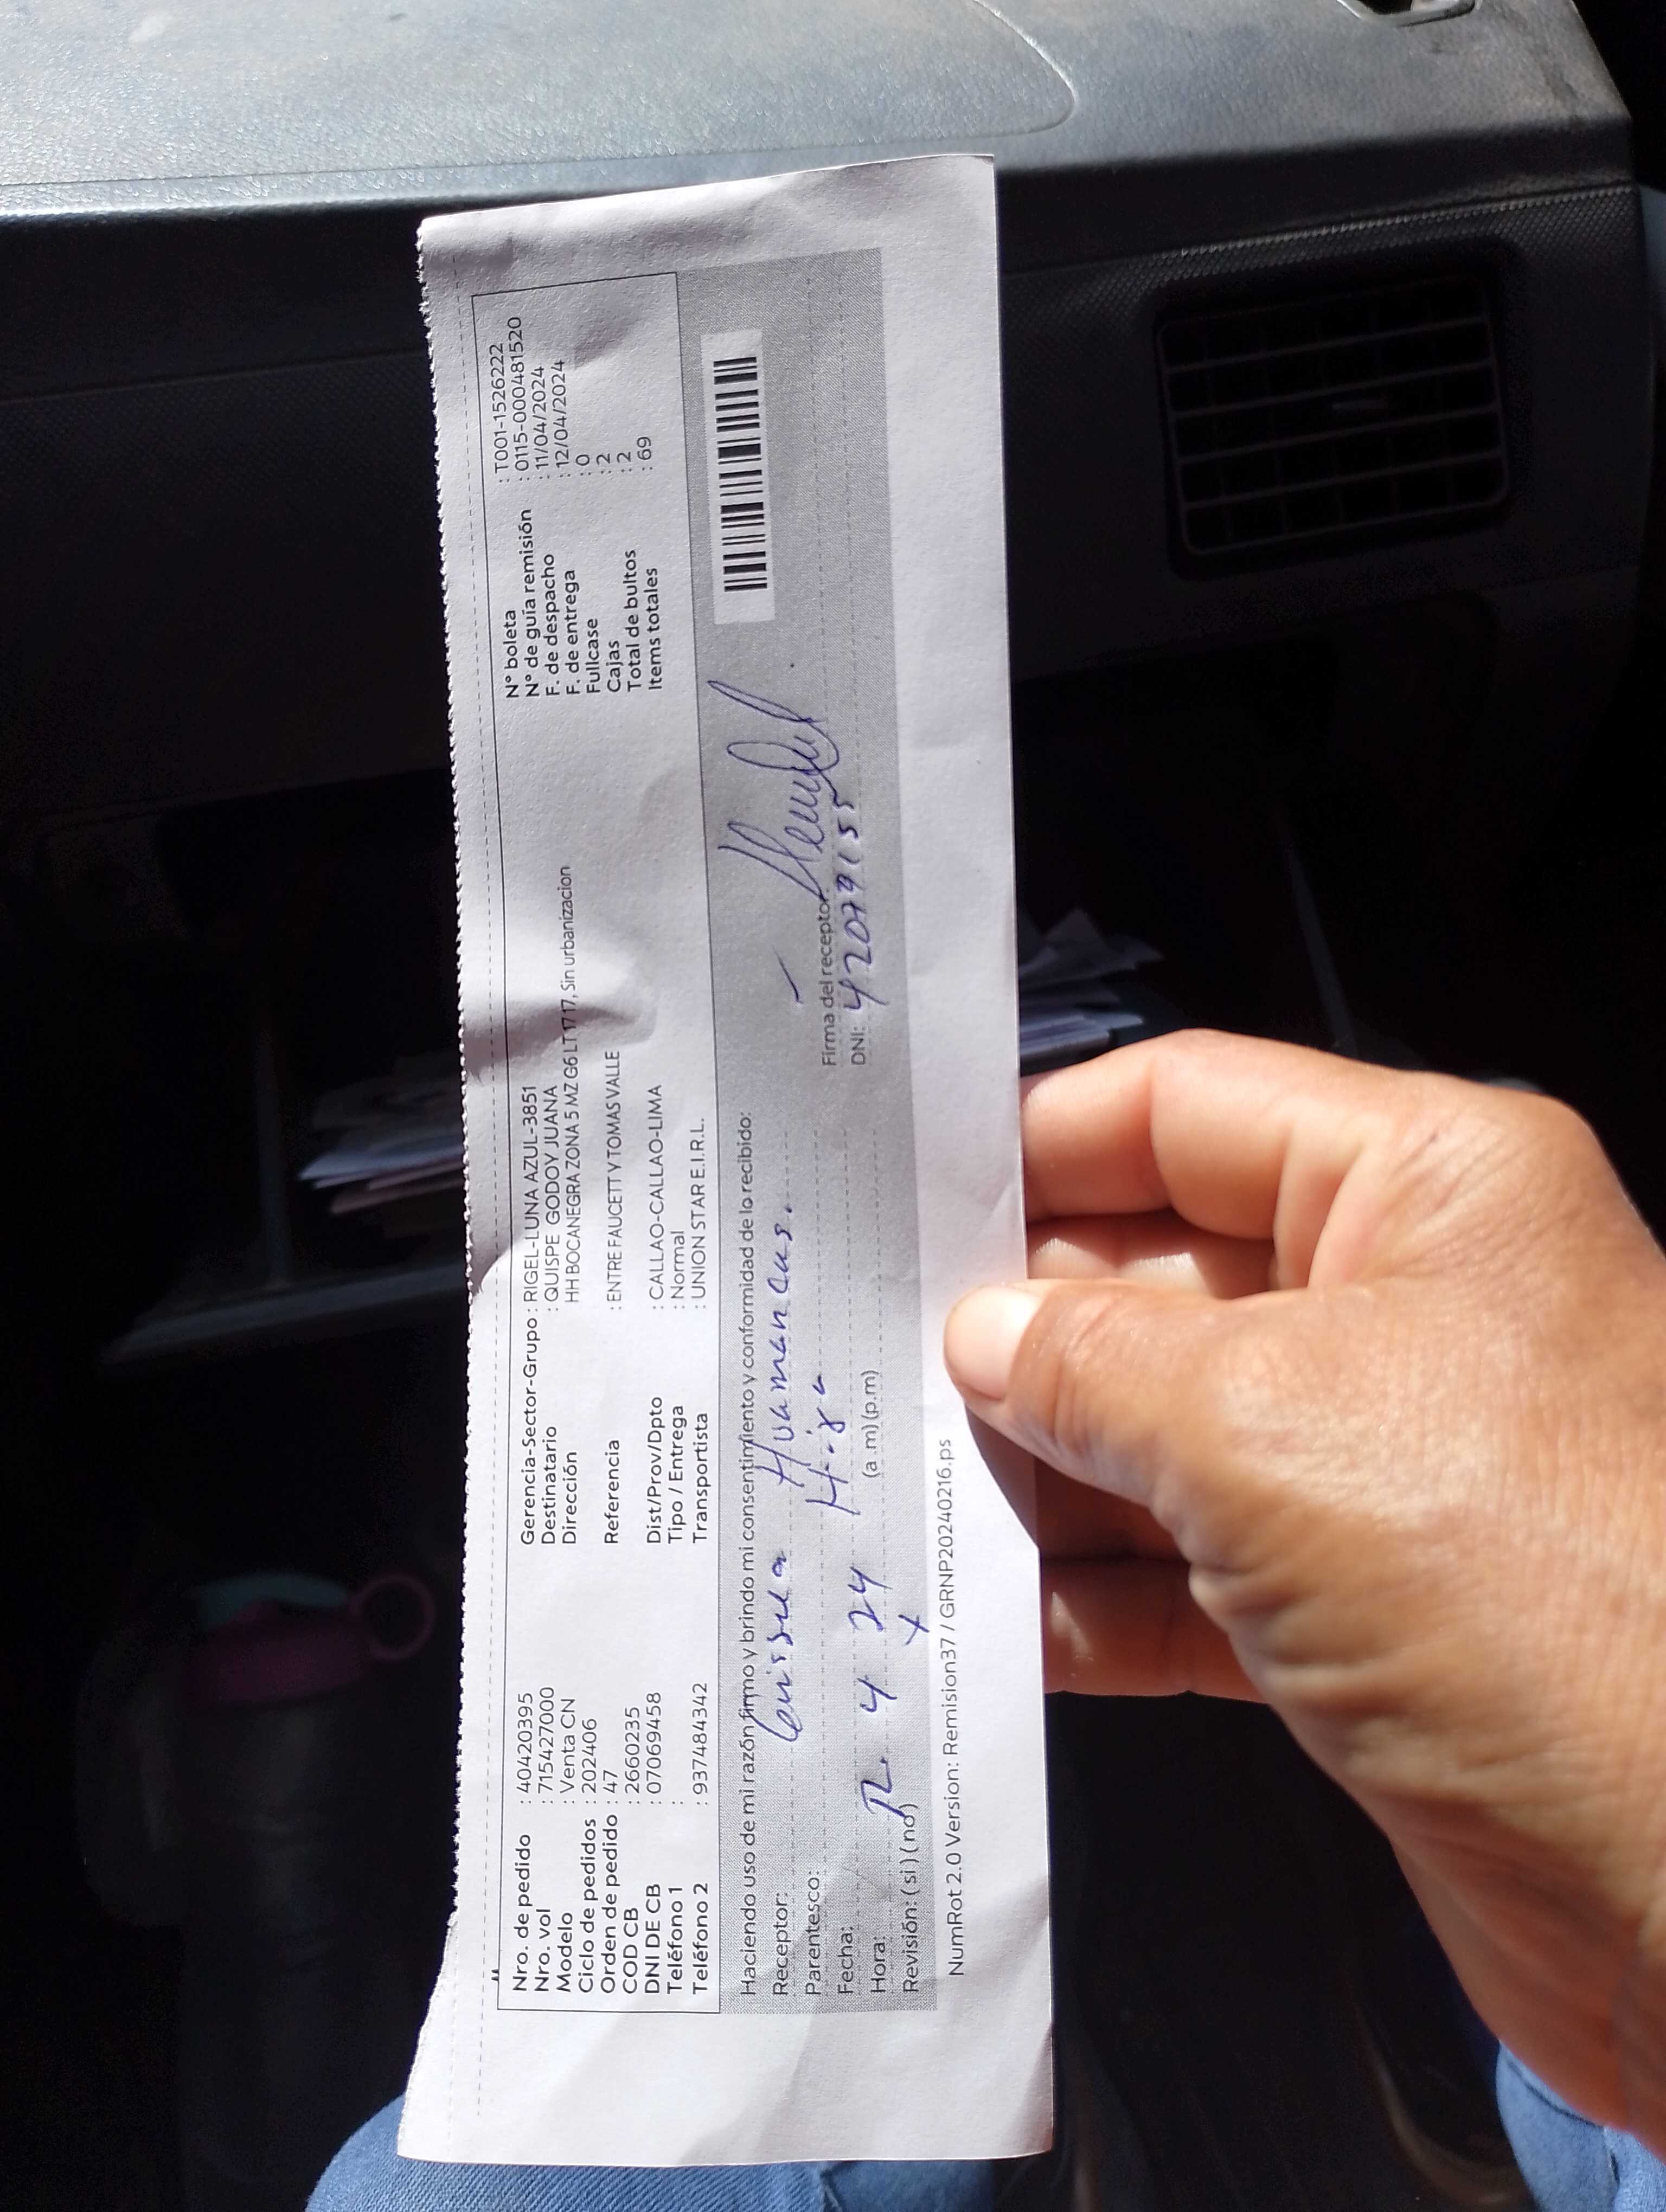 Nro. de pedido : 40420395
Nro. vol : 715427000
Modelo : Venta CN
Ciclo de pedidos : 202406
Orden de pedido : 47
COD CB : 2660235
DNI DE CB : 07069458
Teléfono 1 :
Teléfono 2 : 937484342
Gerencia-Sector-Grupo : RIGEL-LUNA AZUL-3851
Destinatario : QUISPE GODOY JUANA
Dirección HH BOCANEGRA ZONA 5 MZ G6 LT 17 17, Sin urbanizacion
Referencia : ENTRE FAUCETT Y TOMAS VALLE
Dist/Prov/Dpto : CALLAO-CALLAO-LIMA
Tipo / Entrega : Normal
Transportista : UNION STAR E.I.R.L.
N° boleta : T001-1526222
N° de guía remisión : 0115-000481520
F. de despacho : 11/04/2024
F. de entrega : 12/04/2024
Fullcase : 0
Cajas : 2
Total de bultos : 2
Items totales : 69
Haciendo uso de mi razón firmo y brindo mi consentimiento y conformidad de lo recibido:
Receptor: Huamancus.
Parentesco: Hija
Fecha: 4 24
Hora: (a.m) (p.m)
Revisión: (si) (no) x
Firma del receptor:
DNI: 42079155
NumRot 2.0 Version: Remision37 / GRNP20240216.ps